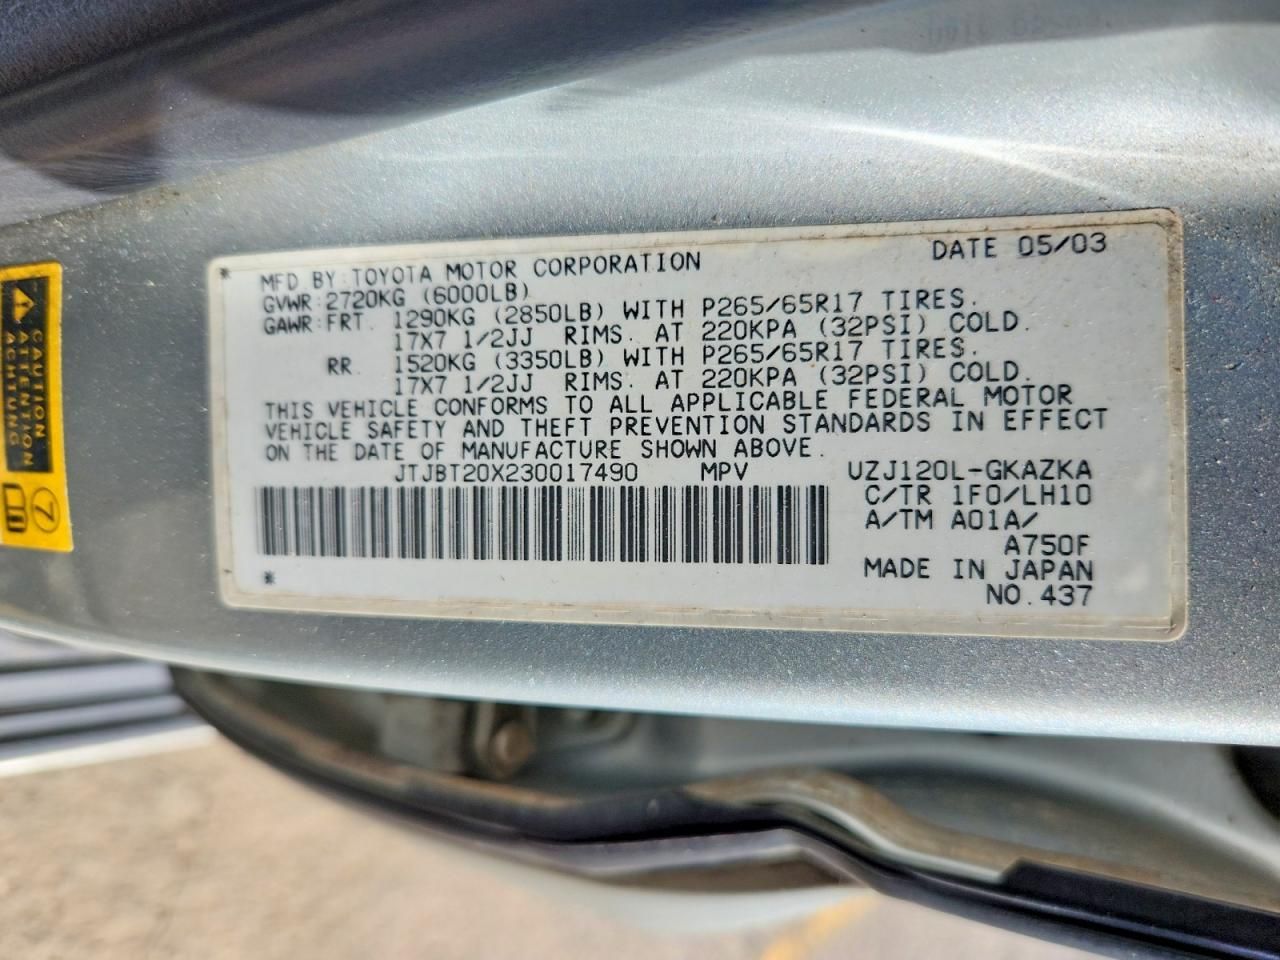 DATE 05/03
MFD BY:TOYOTA MOTOR CORPORATION
GVWR:2720KG (6000LB)
GAWR:FRT. 1290KG (2850LB) WITH P265/65R17 TIRES.
17X7 1/2JJ RIMS. AT 220KPA (32PSI) COLD.
RR. 1520KG (3350LB) WITH P265/65R17 TIRES.
17X7 1/2JJ RIMS. AT 220KPA (32PSI) COLD.
THIS VEHICLE CONFORMS TO ALL APPLICABLE FEDERAL MOTOR
VEHICLE SAFETY AND THEFT PREVENTION STANDARDS IN EFFECT
ON THE DATE OF MANUFACTURE SHOWN ABOVE.
JTJBT20X230017490 MPV UZJ120L-GKAZKA
C/TR 1F0/LH10
A/TM A01A/
A750F
MADE IN JAPAN
NO.437
CAUTION
ATTENTION
ACHTUNG
7